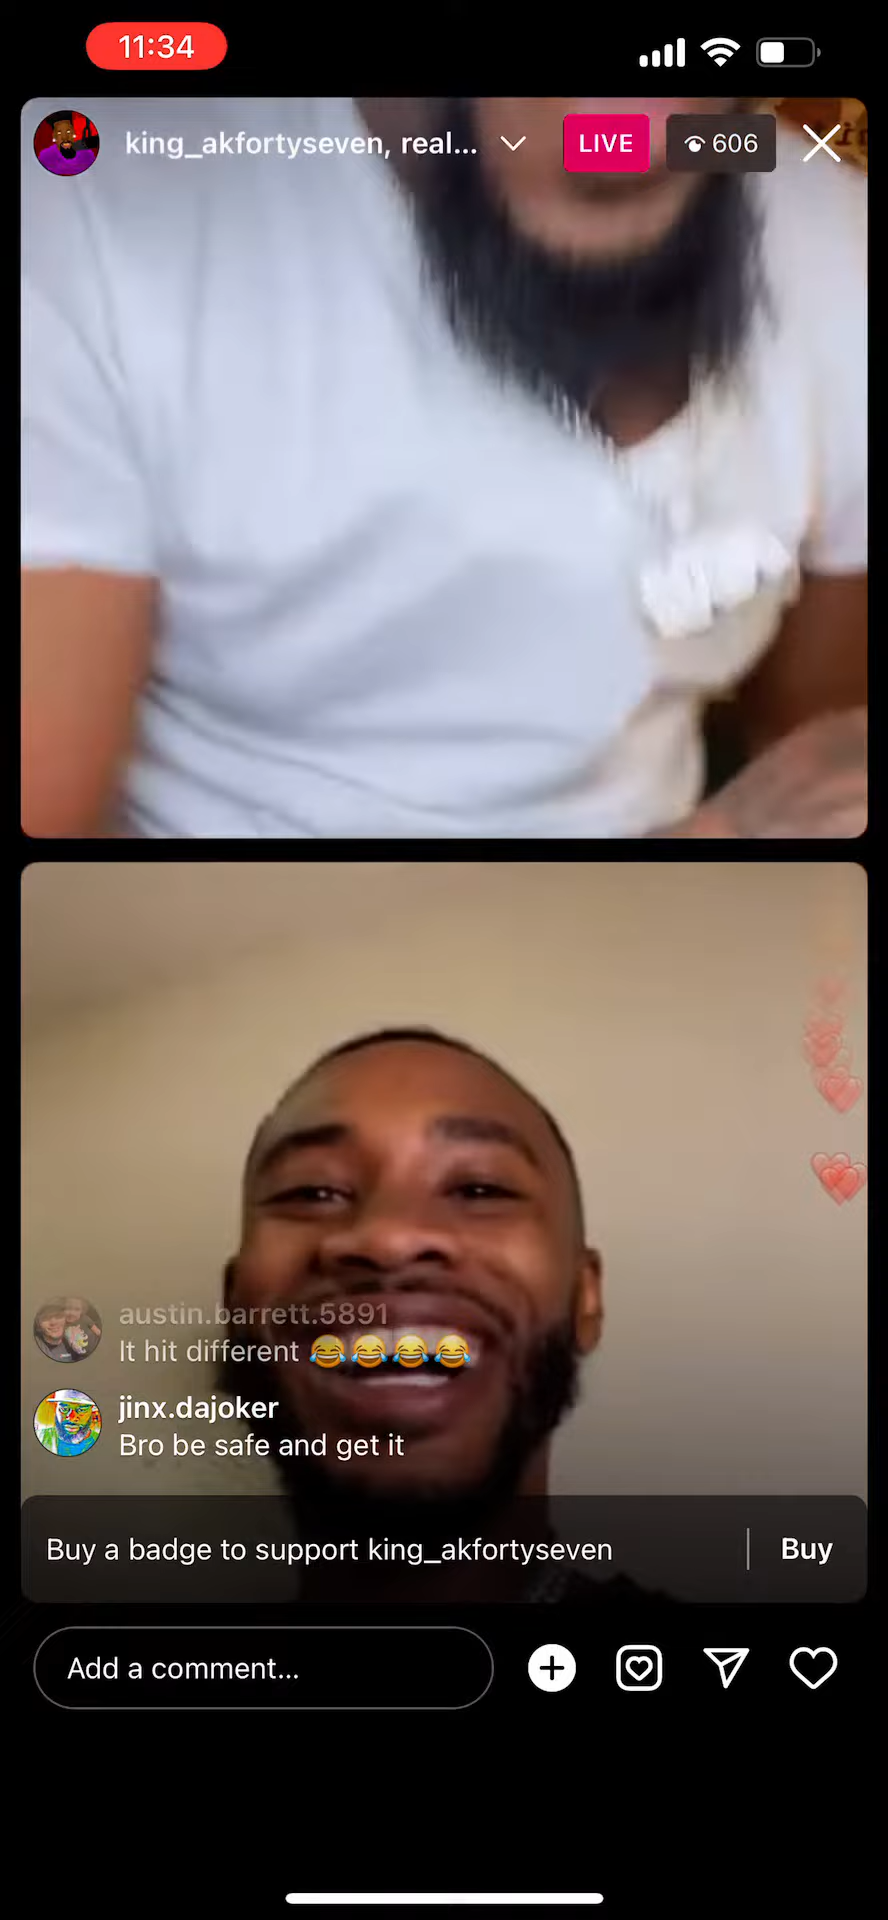 11:34
king_akfortyseven, real...
LIVE
606
austin.barrett.5891
It hit different 😂😂😂😂
jinx.dajoker
Bro be safe and get it
Buy a badge to support king_akfortyseven
Buy
Add a comment...